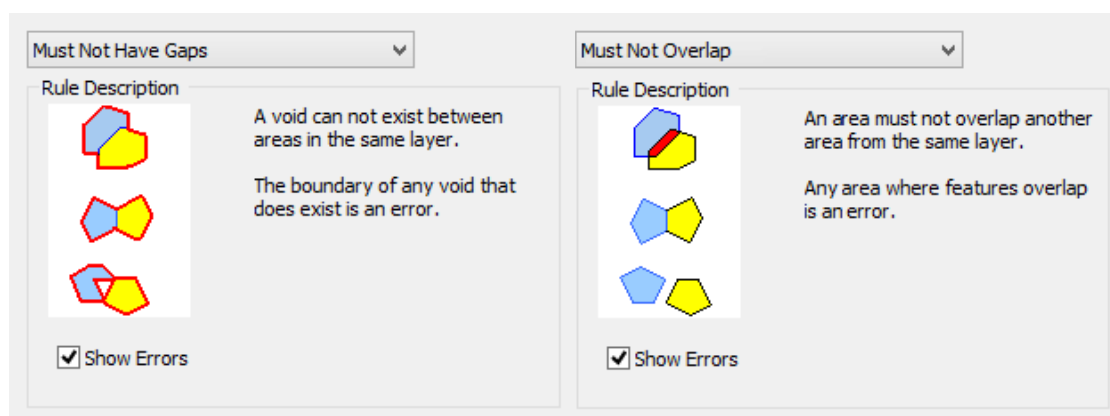 Must Not Have Gaps
Rule Description
A void can not exist between
areas in the same layer.
The boundary of any void that
does exist is an error.
Show Errors
Must Not Overlap
Rule Description
An area must not overlap another
area from the same layer.
Any area where features overlap
is an error.
Show Errors